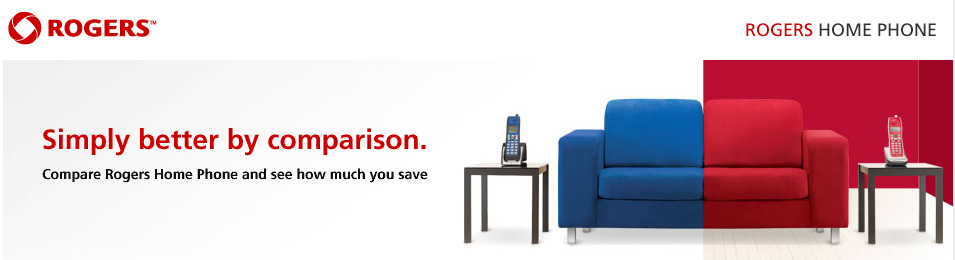 ROGERS™
ROGERS HOME PHONE
Simply better by comparison.
Compare Rogers Home Phone and see how much you save